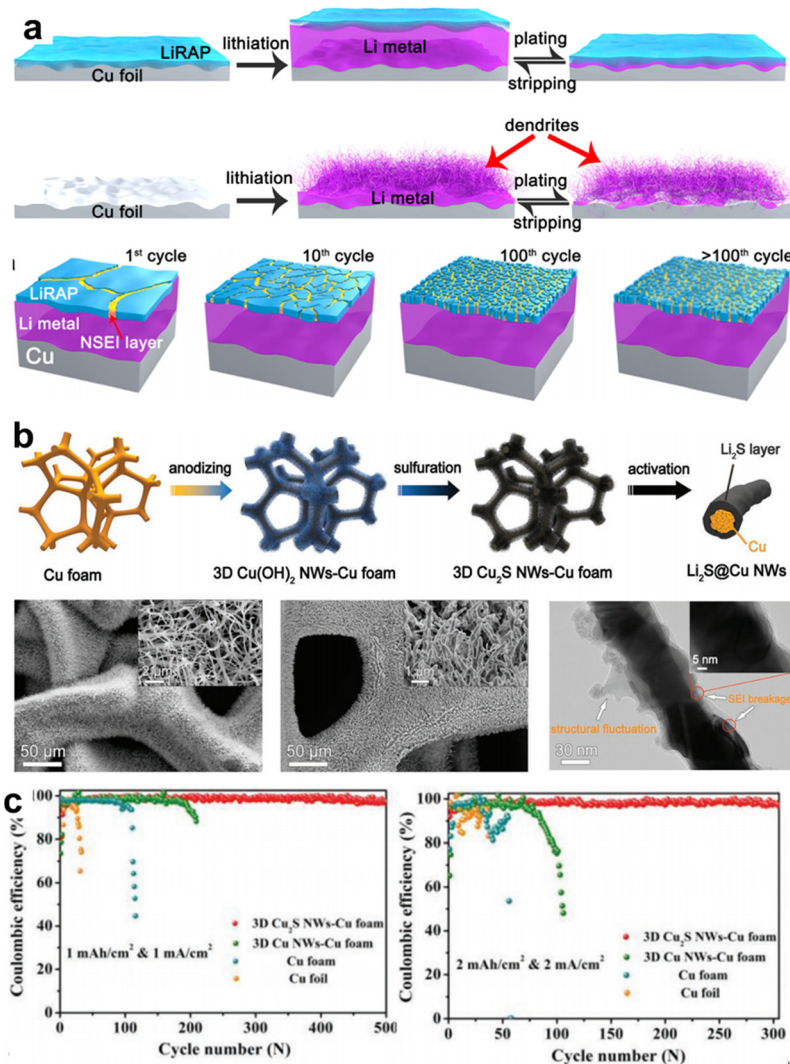 a
LiRAP
Cu foil
lithiation
Li metal
plating
stripping
dendrites
Cu foil
lithiation
Li metal
plating
stripping
1st cycle
10th cycle
100th cycle
>100th cycle
LiRAP
Li metal
NSEI layer
Cu
b
anodizing
sulfuration
activation
Li2S layer
Cu
Cu foam
3D Cu(OH)2 NWs-Cu foam
3D Cu2S NWs-Cu foam
Li2S@Cu NWs
2 μm
50 μm
1 μm
50 μm
5 nm
SEI breakage
structural fluctuation
30 nm
c
Coulombic efficiency (%)
100
80
60
40
20
0
3D Cu2S NWs-Cu foam
3D Cu NWs-Cu foam
Cu foam
Cu foil
1 mAh/cm2 & 1 mA/cm2
0 100 200 300 400 500
Cycle number (N)
Coulombic efficiency (%)
100
80
60
40
20
0
3D Cu2S NWs-Cu foam
3D Cu NWs-Cu foam
Cu foam
Cu foil
2 mAh/cm2 & 2 mA/cm2
0 50 100 150 200 250 300
Cycle number (N)